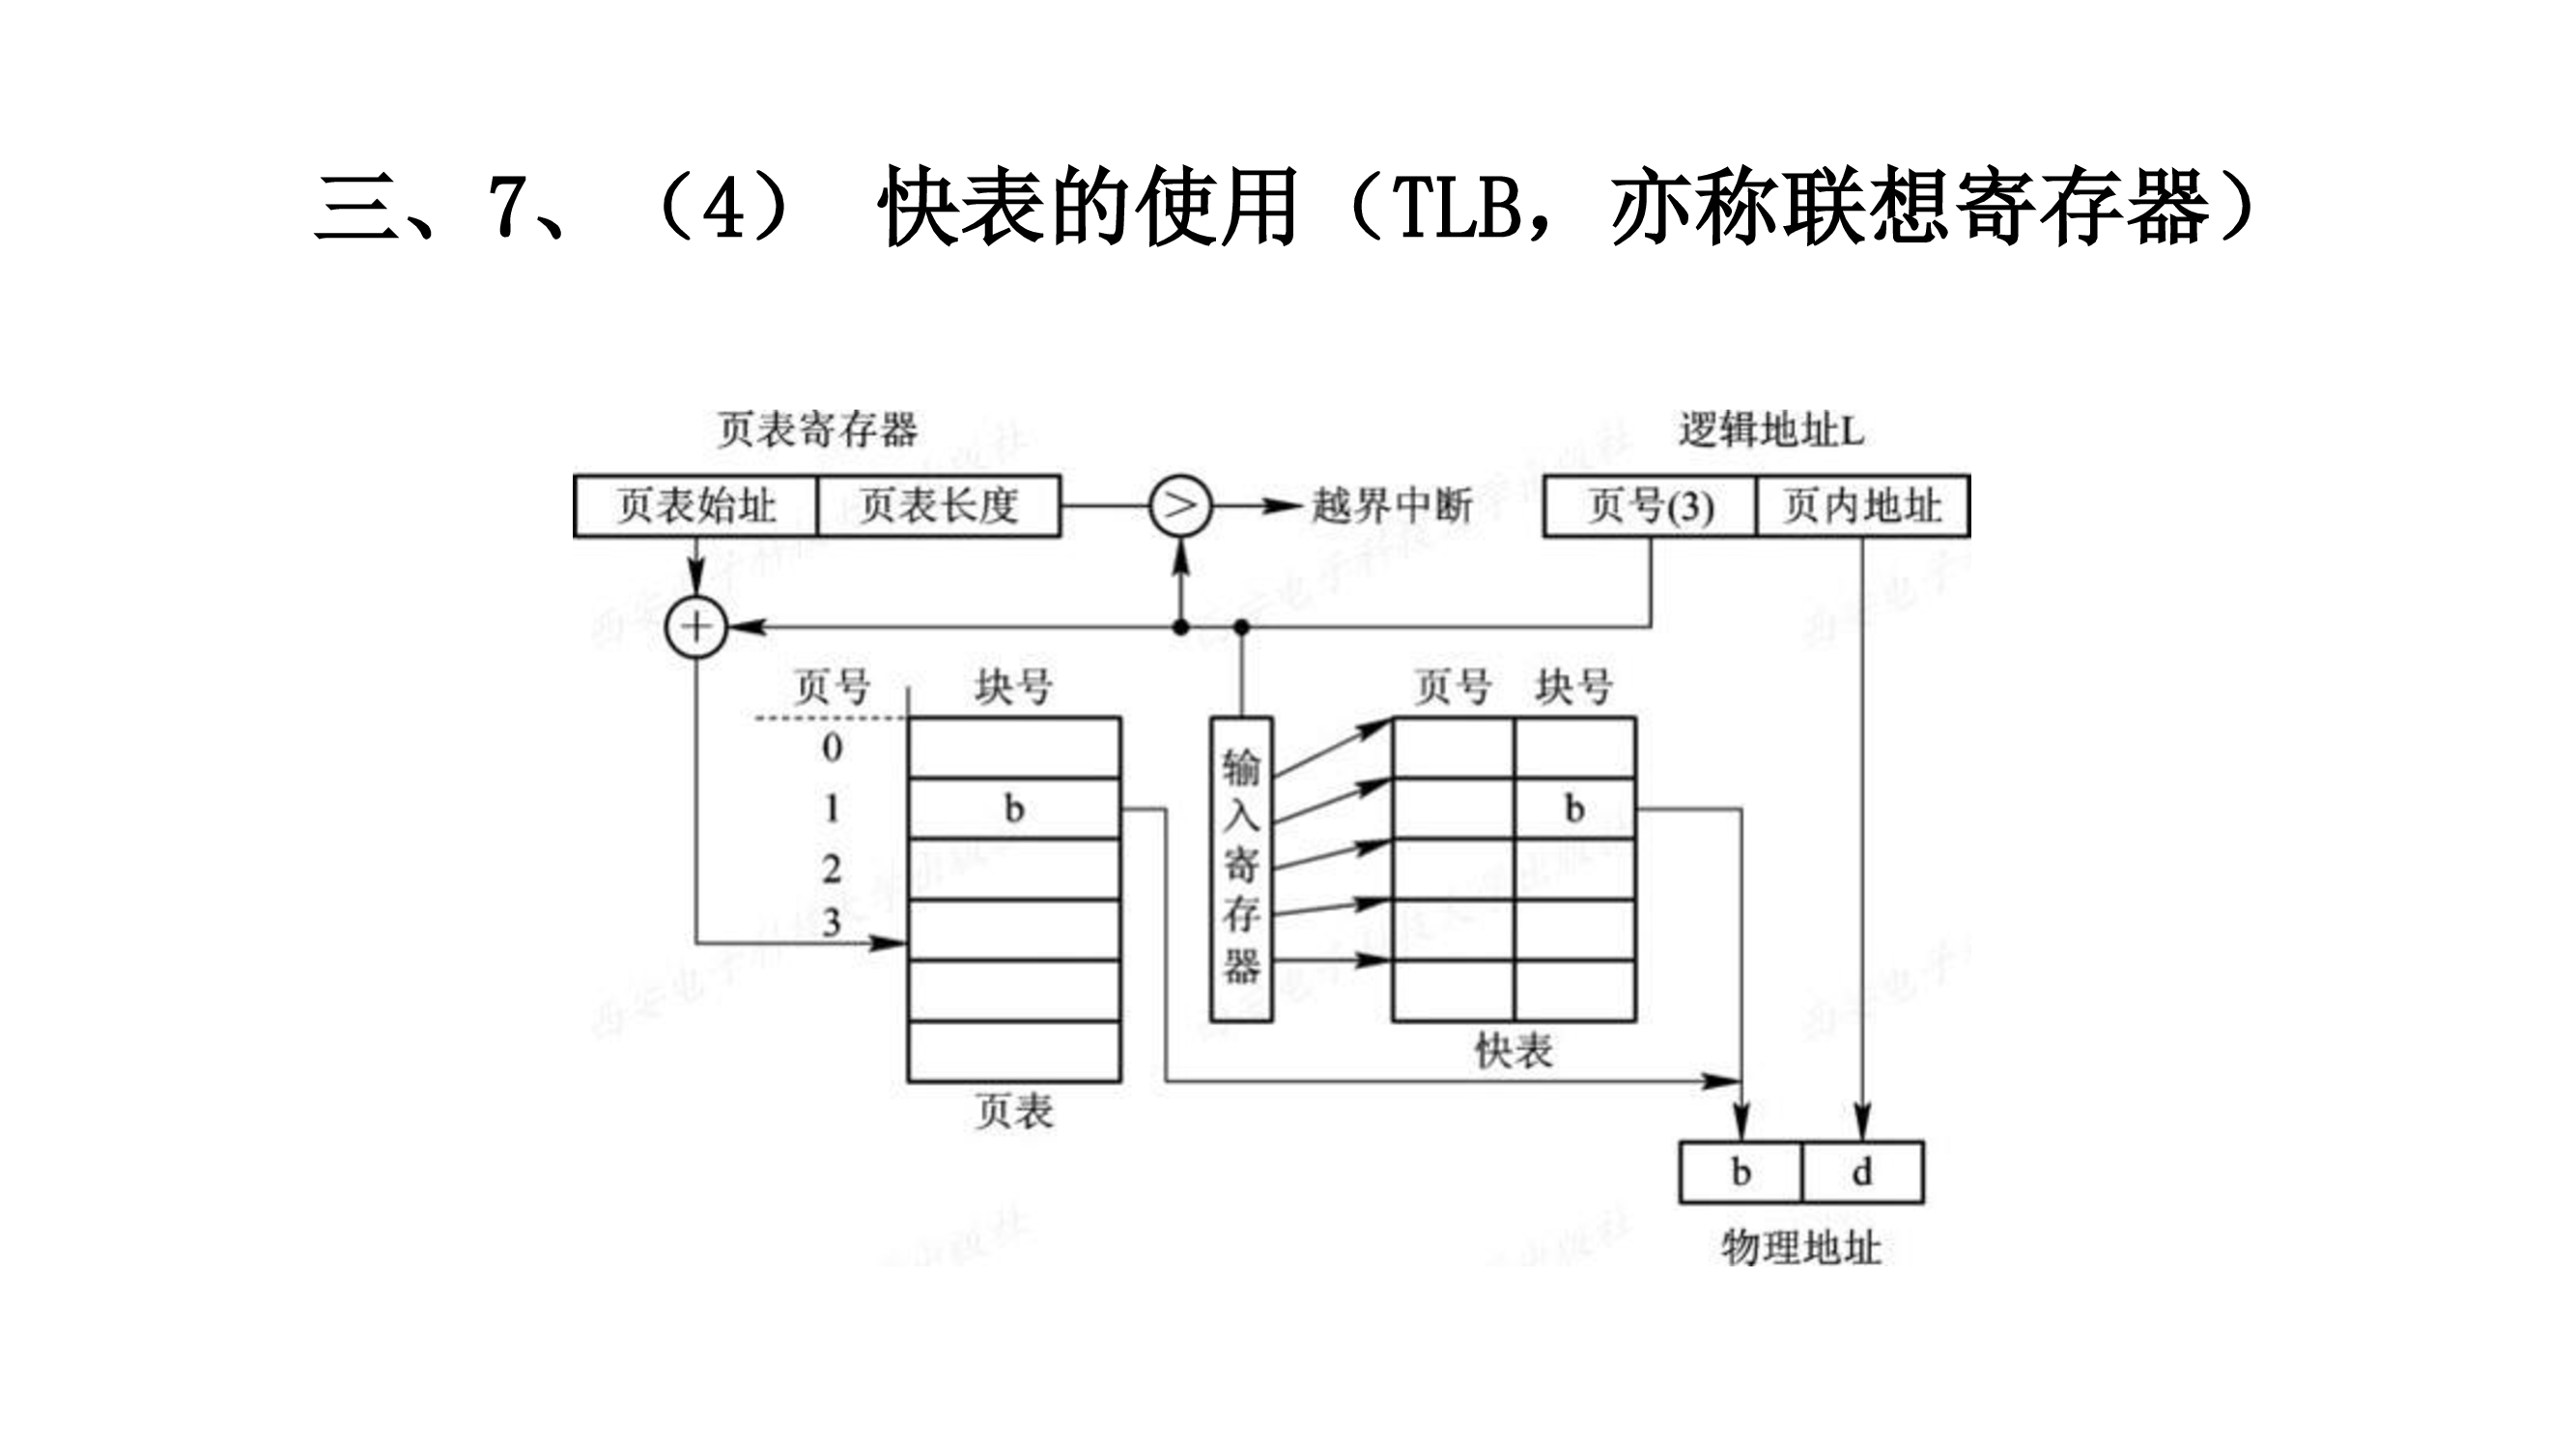 三、7、（4） 快表的使用（TLB，亦称联想寄存器）
页表寄存器
逻辑地址L
页表始址 页表长度 > 越界中断 页号(3) 页内地址
+
页号 块号
0
1 b
2
3
页表
输入寄存器
页号 块号
b
快表
b d
物理地址